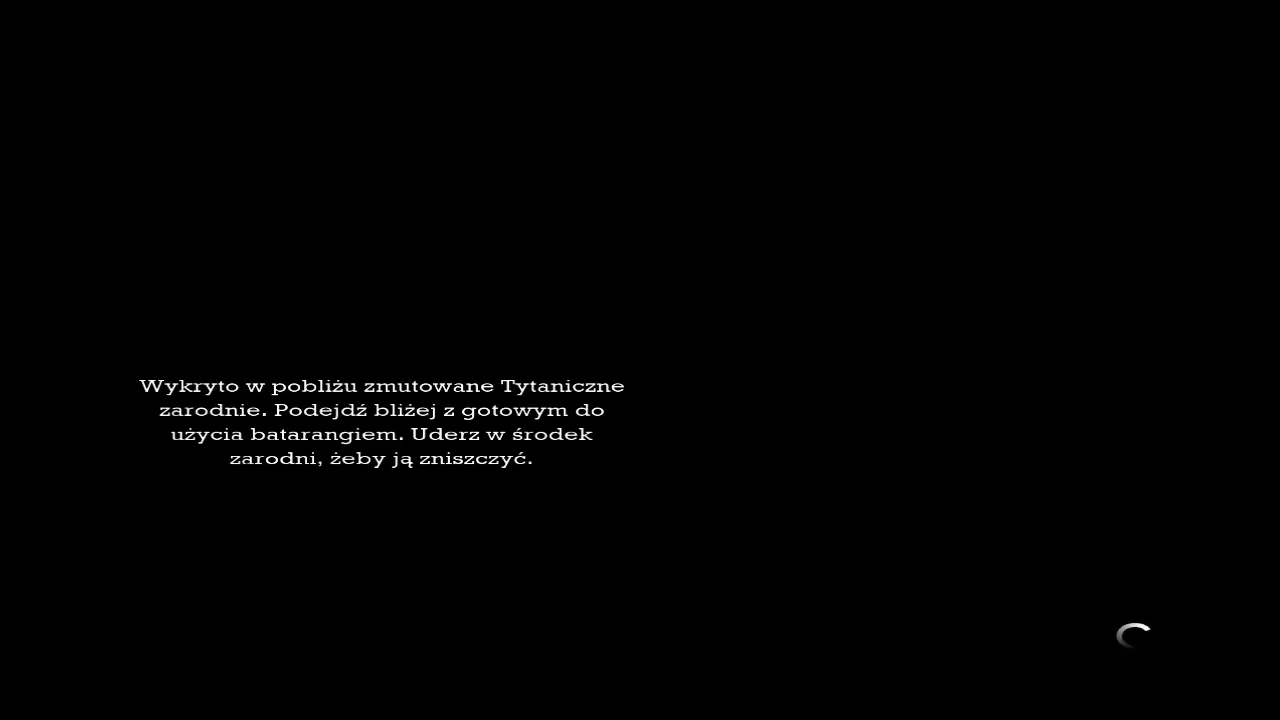 Wykryto w pobliżu zmutowane Tytaniczne
zarodnie. Podejdź bliżej z gotowym do
użycia batarangiem. Uderz w środek
zarodni, żeby ją zniszczyć.